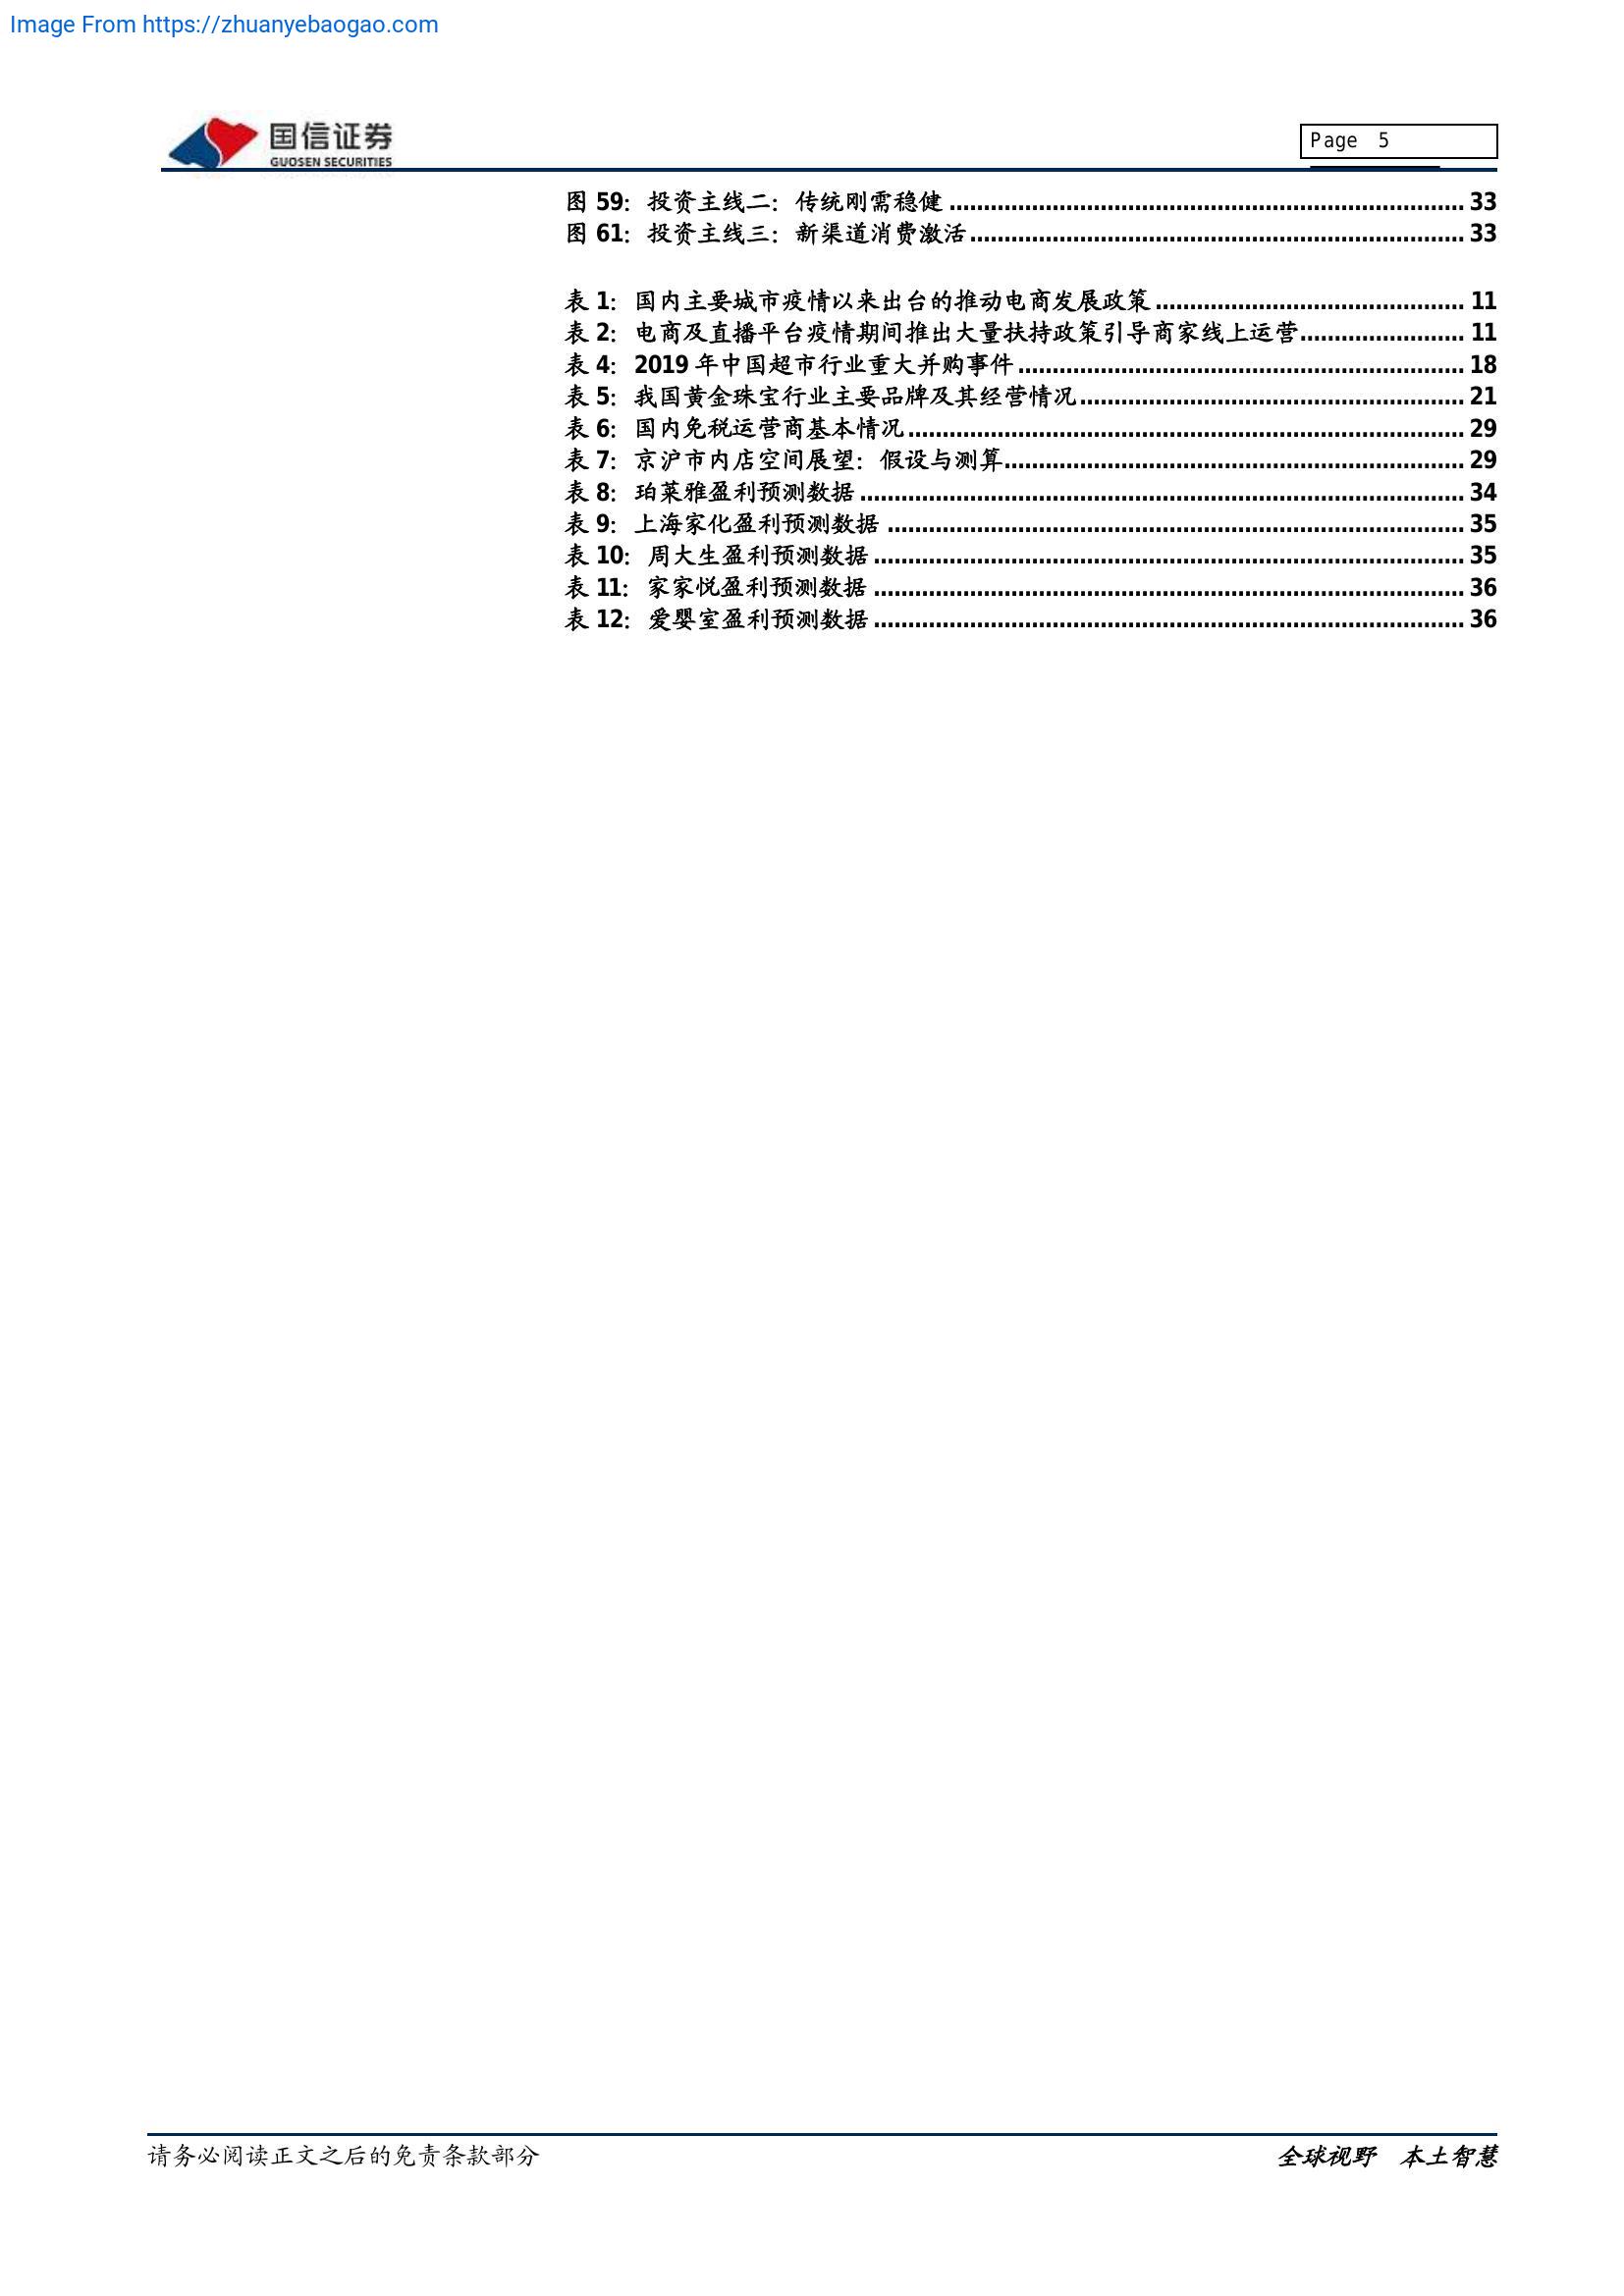 Image From https://zhuanyebaogao.com
国信证券
GUOSEN SECURITIES
Page 5
图 59：投资主线二：传统刚需稳健 ........ 33
图 61：投资主线三：新渠道消费激活 ........ 33
表 1：国内主要城市疫情以来出台的推动电商发展政策 ........ 11
表 2：电商及直播平台疫情期间推出大量扶持政策引导商家线上运营 ........ 11
表 4：2019 年中国超市行业重大并购事件 ........ 18
表 5：我国黄金珠宝行业主要品牌及其经营情况 ........ 21
表 6：国内免税运营商基本情况 ........ 29
表 7：京沪市内店空间展望：假设与测算 ........ 29
表 8：珀莱雅盈利预测数据 ........ 34
表 9：上海家化盈利预测数据 ........ 35
表 10：周大生盈利预测数据 ........ 35
表 11：家家悦盈利预测数据 ........ 36
表 12：爱婴室盈利预测数据 ........ 36
请务必阅读正文之后的免责条款部分
全球视野 本土智慧